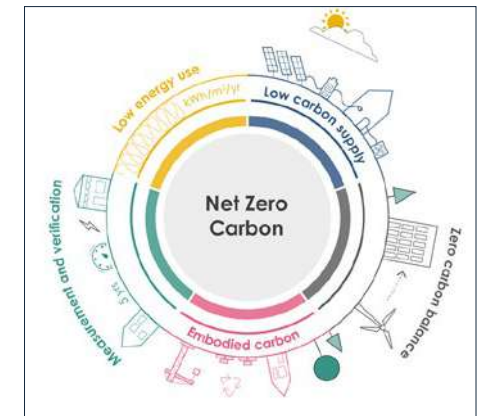 Low energy use
kWh/m²/yr
Low carbon supply
Net Zero
Carbon
Zero carbon balance
Embodied carbon
Measurement and verification
5 yrs